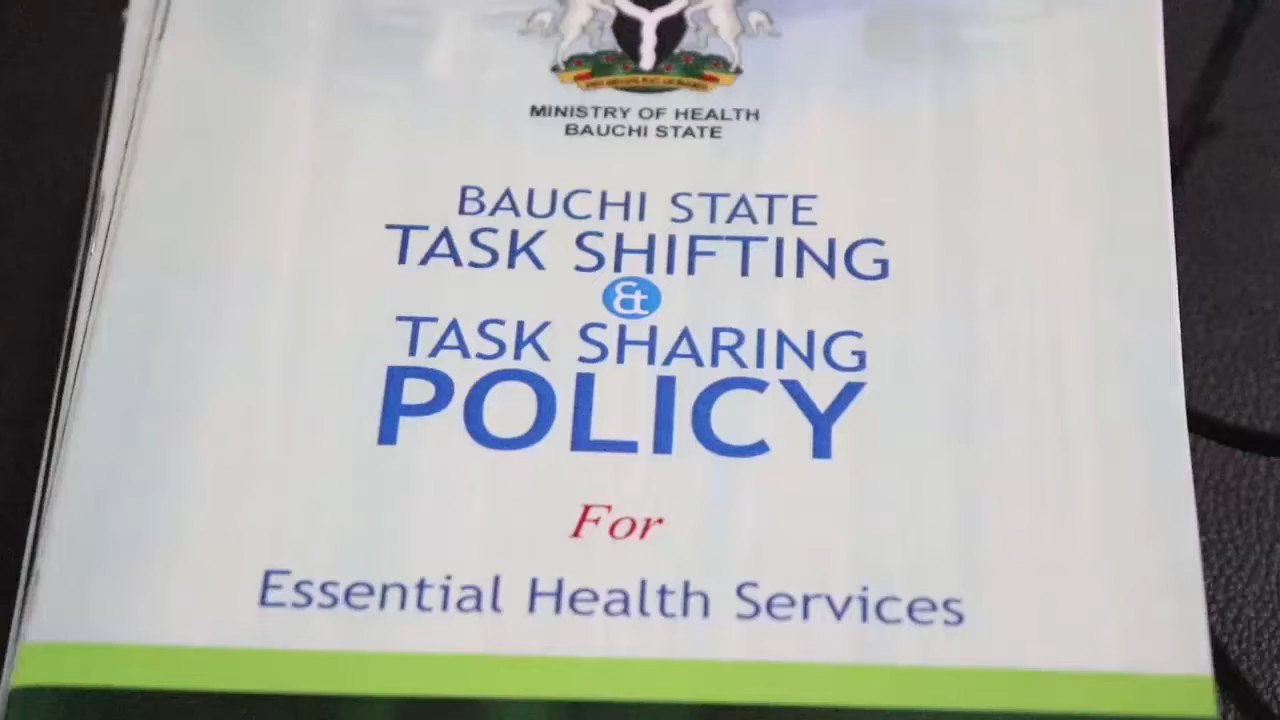 MINISTRY OF HEALTH
BAUCHI STATE
BAUCHI STATE
TASK SHIFTING
&
TASK SHARING
POLICY
For
Essential Health Services